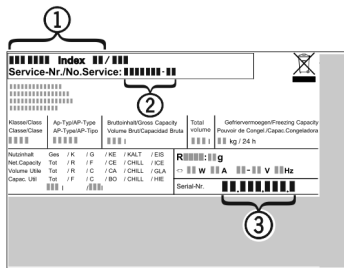 1
Index /
Service-Nr./No.Service: -
2
Klasse/Class Ap-Typ/AP-Type Bruttoinhalt/Gross Capacity Total Gefriervermoegen/Freezing Capacity
Classe/Clase AP-Type/AP-Tipo Volume Brut/Capacidad Bruta volume Pouvoir de Congel./Capac.Congeladora
l l kg / 24 h
Nutzinhalt Ges / K / G / KE / KALT / EIS
Net Capacity Tot / R / F / CE / CHILL / ICE
Volume Utile Tot / R / C / CA / CHILL / GLA
Capac. Util Tot / F / C / BO / CHILL / HIE
l / l
R : g
W A - V Hz
Serial-Nr. . . .
3